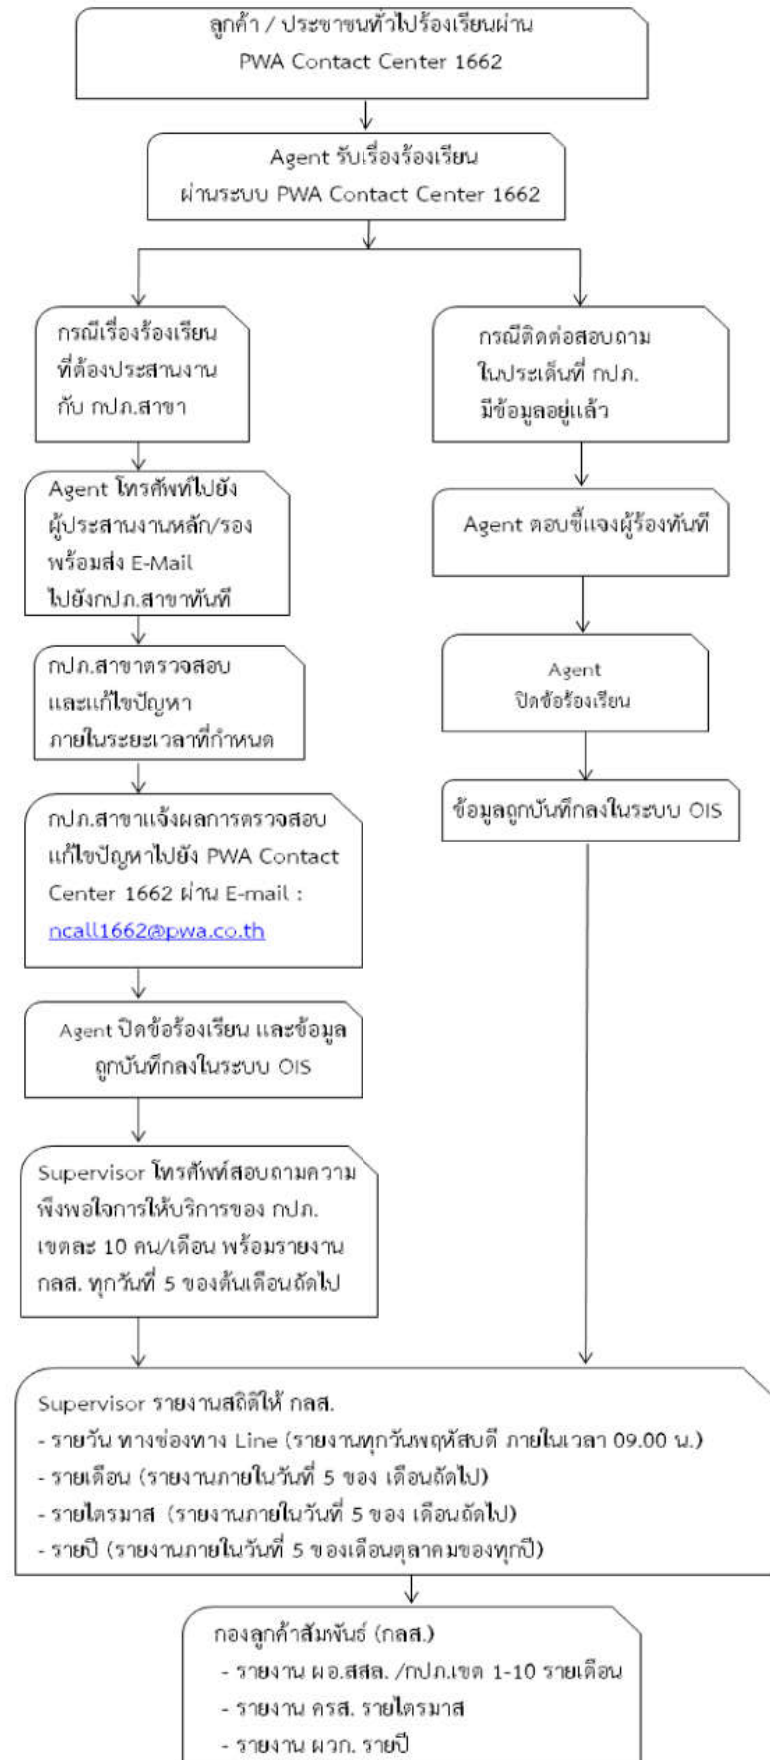 ลูกค้า / ประชาชนทั่วไปร้องเรียนผ่าน
PWA Contact Center 1662
Agent รับเรื่องร้องเรียน
ผ่านระบบ PWA Contact Center 1662
กรณีเรื่องร้องเรียน
ที่ต้องประสานงาน
กับ กปภ.สาขา
Agent โทรศัพท์ไปยัง
ผู้ประสานงานหลัก/รอง
พร้อมส่ง E-Mail
ไปยังกปภ.สาขาทันที
กปภ.สาขาตรวจสอบ
และแก้ไขปัญหา
ภายในระยะเวลาที่กำหนด
กปภ.สาขาแจ้งผลการตรวจสอบ
แก้ไขปัญหาไปยัง PWA Contact
Center 1662 ผ่าน E-mail :
ncall1662@pwa.co.th
Agent ปิดข้อร้องเรียน และข้อมูล
ถูกบันทึกลงในระบบ OIS
Supervisor โทรศัพท์สอบถามความ
พึงพอใจการให้บริการของ กปภ.
เขตละ 10 คน/เดือน พร้อมรายงาน
กลส. ทุกวันที่ 5 ของต้นเดือนถัดไป
กรณีติดต่อสอบถาม
ในประเด็นที่ กปภ.
มีข้อมูลอยู่แล้ว
Agent ตอบชี้แจงผู้ร้องทันที
Agent
ปิดข้อร้องเรียน
ข้อมูลถูกบันทึกลงในระบบ OIS
Supervisor รายงานสถิติให้ กลส.
- รายวัน ทางช่องทาง Line (รายงานทุกวันพฤหัสบดี ภายในเวลา 09.00 น.)
- รายเดือน (รายงานภายในวันที่ 5 ของ เดือนถัดไป)
- รายไตรมาส (รายงานภายในวันที่ 5 ของ เดือนถัดไป)
- รายปี (รายงานภายในวันที่ 5 ของเดือนตุลาคมของทุกปี)
กองลูกค้าสัมพันธ์ (กลส.)
- รายงาน ผอ.สสล. /กปภ.เขต 1-10 รายเดือน
- รายงาน ครส. รายไตรมาส
- รายงาน ผวก. รายปี